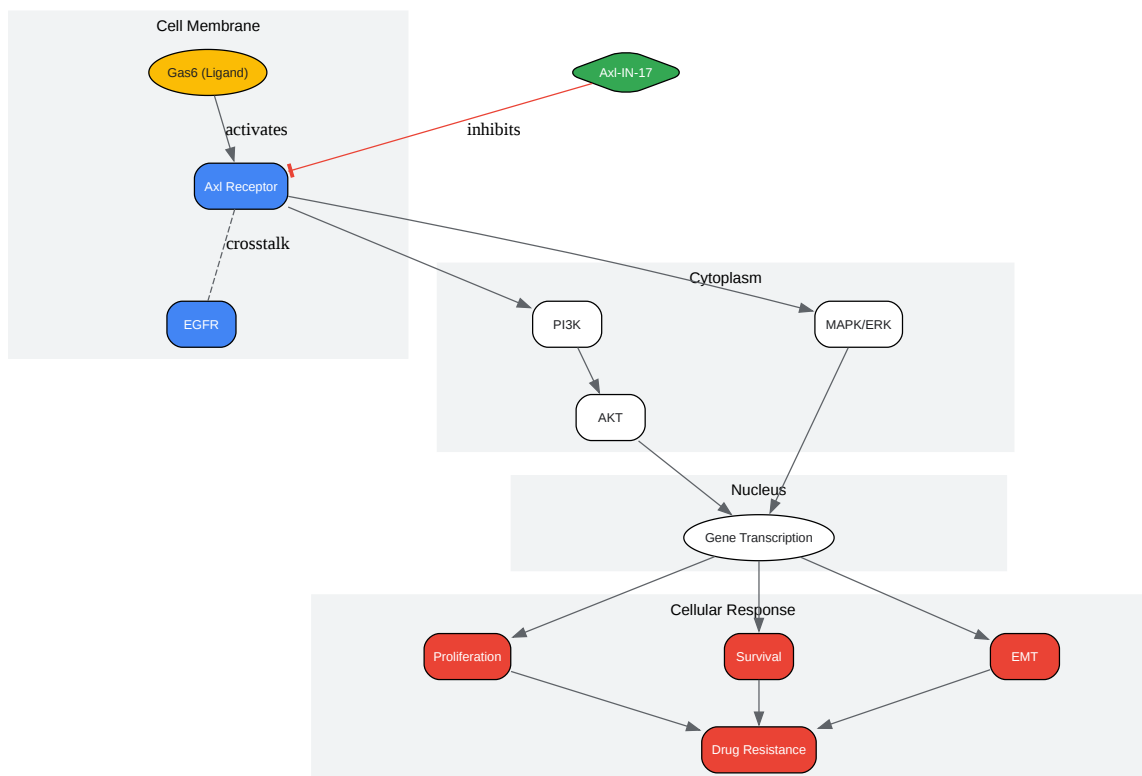 Cell Membrane
Gas6 (Ligand)
Axl-IN-17
activates
inhibits
Axl Receptor
crosstalk
Cytoplasm
EGFR
PI3K
MAPK/ERK
AKT
Nucleus
Gene Transcription
Cellular Response
Proliferation
Survival
EMT
Drug Resistance